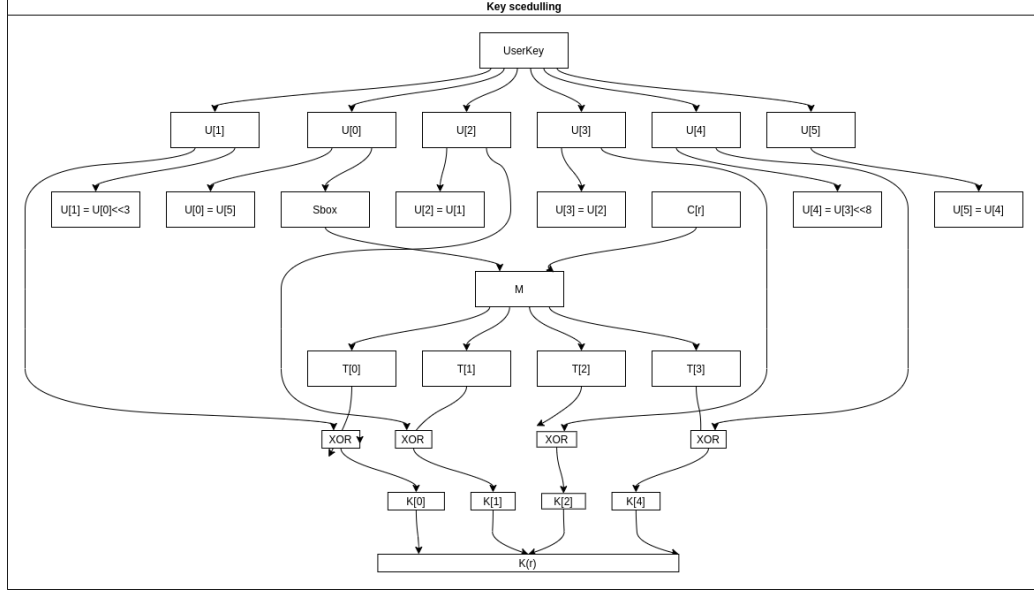 Key scedulling
UserKey
U[1]
U[0]
U[2]
U[3]
U[4]
U[5]
U[1] = U[0]<<3
U[0] = U[5]
Sbox
U[2] = U[1]
U[3] = U[2]
C[r]
U[4] = U[3]<<8
U[5] = U[4]
M
T[0]
T[1]
T[2]
T[3]
XOR
XOR
XOR
XOR
K[0]
K[1]
K[2]
K[4]
K(r)